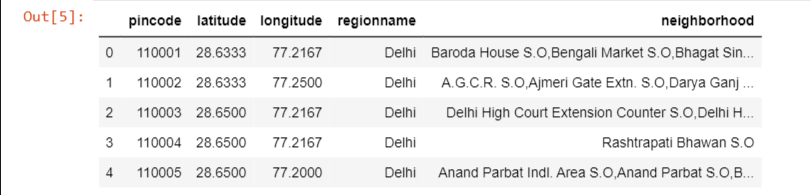 Out[5]:
pincode latitude longitude regionname neighborhood
0 110001 28.6333 77.2167 Delhi Baroda House S.O,Bengali Market S.O,Bhagat Sin...
1 110002 28.6333 77.2500 Delhi A.G.C.R. S.O,Ajmeri Gate Extn. S.O,Darya Ganj ...
2 110003 28.6500 77.2167 Delhi Delhi High Court Extension Counter S.O,Delhi H...
3 110004 28.6500 77.2167 Delhi Rashtrapati Bhawan S.O
4 110005 28.6500 77.2000 Delhi Anand Parbat Indl. Area S.O,Anand Parbat S.O,B...